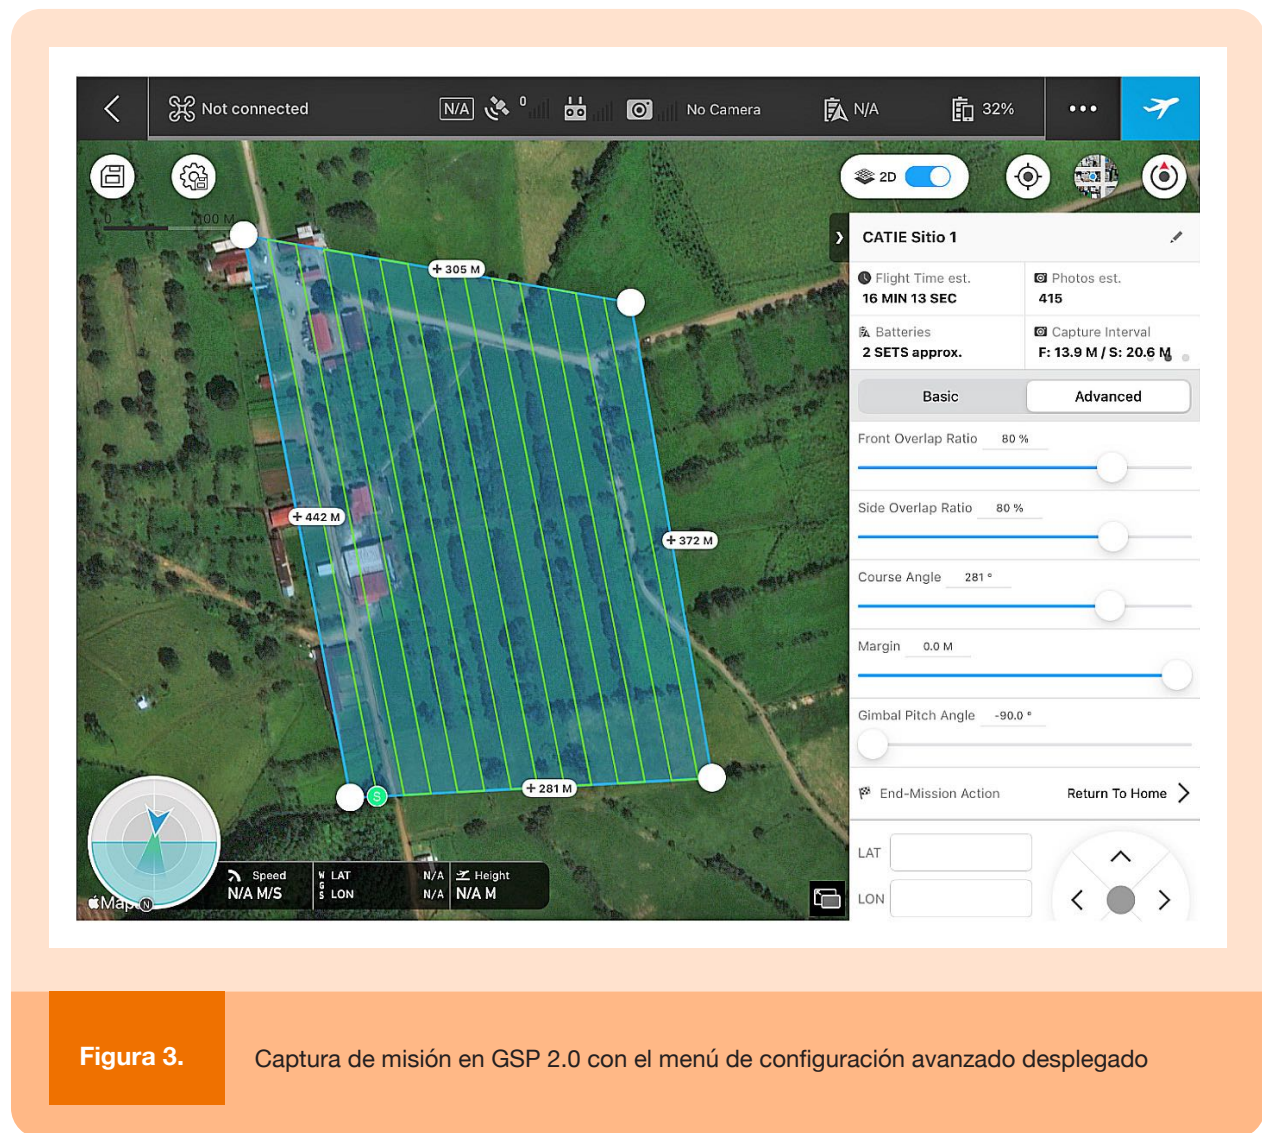 Not connected
N/A
0
No Camera
N/A
32%
2D
0
100 M
+ 305 M
+ 442 M
+ 372 M
+ 281 M
S
CATIE Sitio 1
Flight Time est.
16 MIN 13 SEC
Photos est.
415
Batteries
2 SETS approx.
Capture Interval
F: 13.9 M / S: 20.6 M
Basic
Advanced
Front Overlap Ratio 80 %
Side Overlap Ratio 80 %
Course Angle 281 °
Margin 0.0 M
Gimbal Pitch Angle -90.0 °
End-Mission Action
Return To Home
LAT
LON
Speed
N/A M/S
WGS
LAT N/A
LON N/A
Height
N/A M
Maps
N
Figura 3.
Captura de misión en GSP 2.0 con el menú de configuración avanzado desplegado